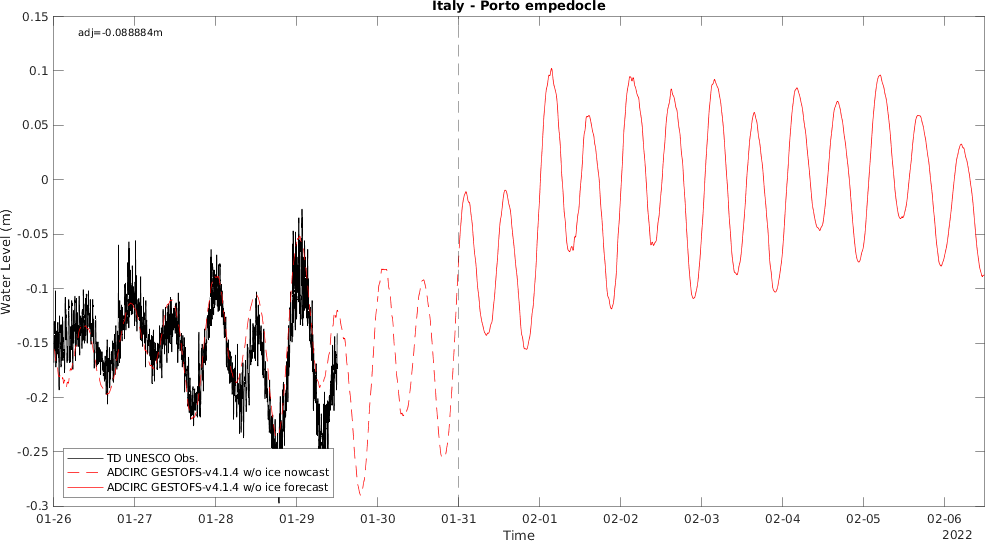 Italy - Porto empedocle
adj=-0.088884m
0.15
0.1
0.05
0
-0.05
-0.1
-0.15
-0.2
-0.25
-0.3
Water Level (m)
TD UNESCO Obs.
ADCIRC GESTOFS-v4.1.4 w/o ice nowcast
ADCIRC GESTOFS-v4.1.4 w/o ice forecast
01-26 01-27 01-28 01-29 01-30 01-31 02-01 02-02 02-03 02-04 02-05 02-06
Time
2022